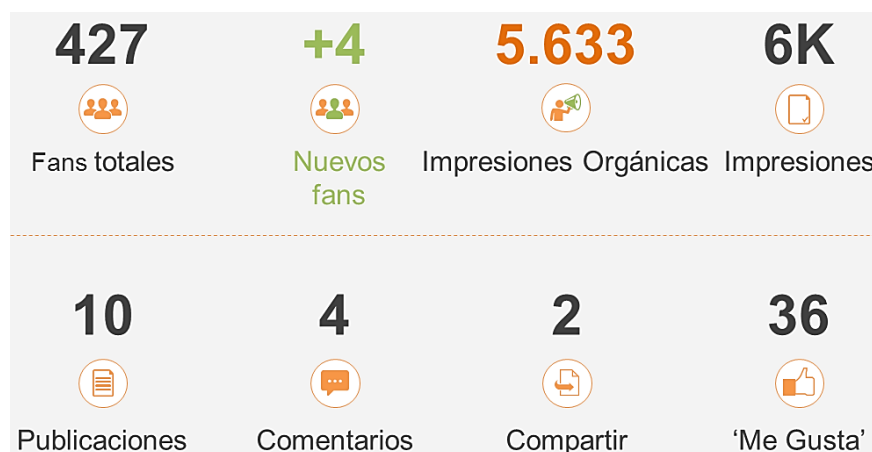 427 +4 5.633 6K
Fans totales Nuevos fans Impresiones Orgánicas Impresiones
10 4 2 36
Publicaciones Comentarios Compartir ‘Me Gusta’